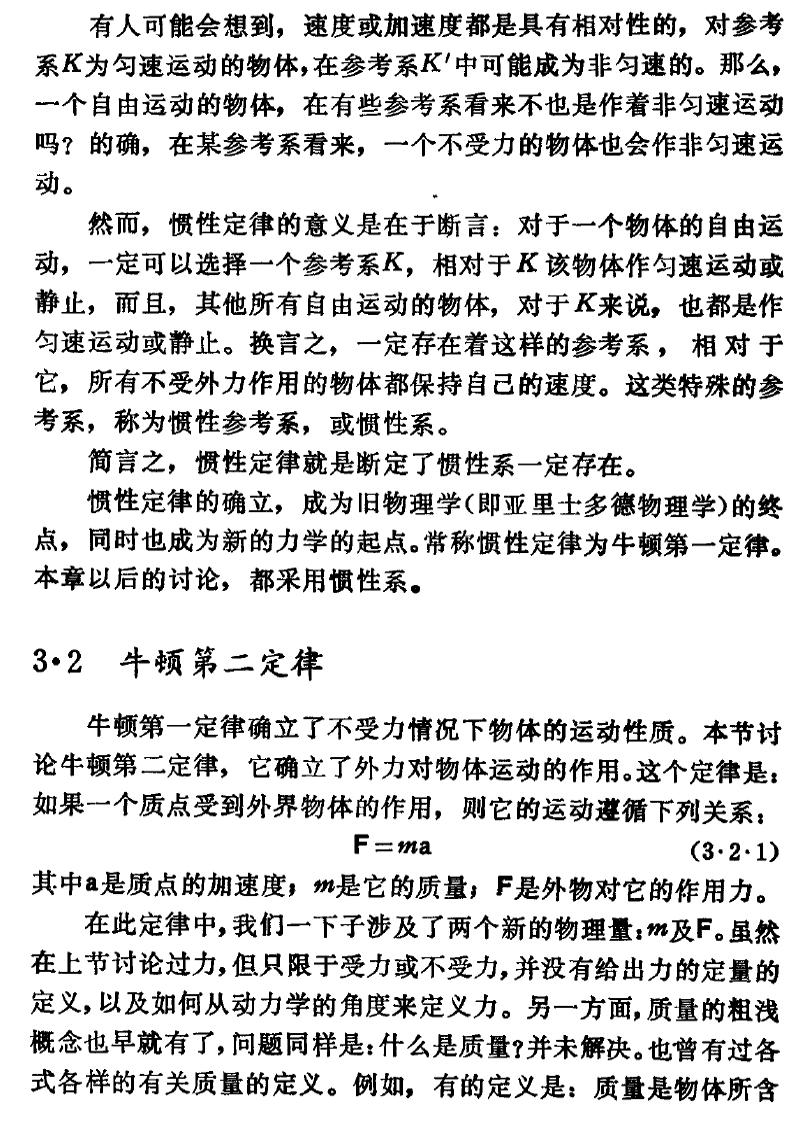 有人可能会想到，速度或加速度都是具有相对性的，对参考
系K为匀速运动的物体，在参考系K′中可能成为非匀速的。那么，
一个自由运动的物体，在有些参考系看来不也是作着非匀速运动
吗？的确，在某参考系看来，一个不受力的物体也会作非匀速运
动。
然而，惯性定律的意义是在于断言：对于一个物体的自由运
动，一定可以选择一个参考系K，相对于K该物体作匀速运动或
静止，而且，其他所有自由运动的物体，对于K来说，也都是作
匀速运动或静止。换言之，一定存在着这样的参考系，相对于
它，所有不受外力作用的物体都保持自己的速度。这类特殊的参
考系，称为惯性参考系，或惯性系。
简言之，惯性定律就是断定了惯性系一定存在。
惯性定律的确立，成为旧物理学(即亚里士多德物理学)的终
点，同时也成为新的力学的起点。常称惯性定律为牛顿第一定律。
本章以后的讨论，都采用惯性系。
3·2 牛顿第二定律
牛顿第一定律确立了不受力情况下物体的运动性质。本节讨
论牛顿第二定律，它确立了外力对物体运动的作用。这个定律是：
如果一个质点受到外界物体的作用，则它的运动遵循下列关系：
F=ma (3·2·1)
其中a是质点的加速度；m是它的质量；F是外物对它的作用力。
在此定律中，我们一下子涉及了两个新的物理量：m及F。虽然
在上节讨论过力，但只限于受力或不受力，并没有给出力的定量的
定义，以及如何从动力学的角度来定义力。另一方面，质量的粗浅
概念也早就有了，问题同样是：什么是质量？并未解决。也曾有过各
式各样的有关质量的定义。例如，有的定义是：质量是物体所含